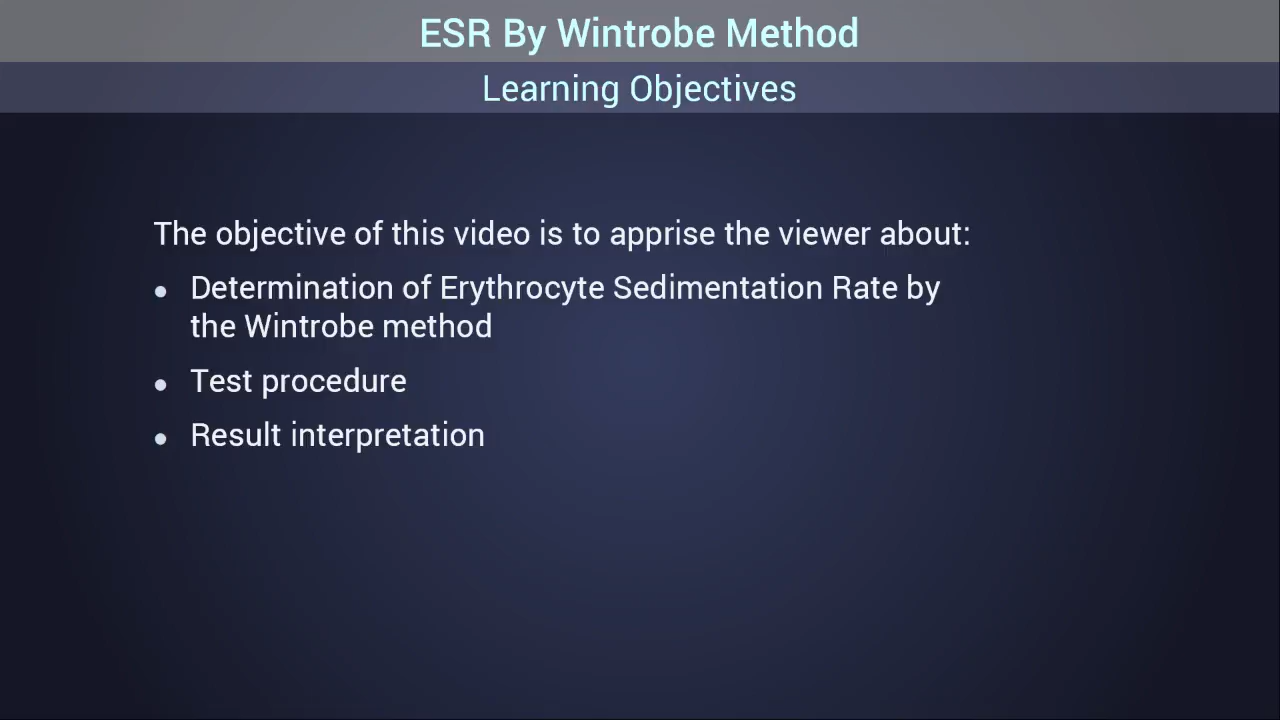 ESR By Wintrobe Method
Learning Objectives
The objective of this video is to apprise the viewer about:
• Determination of Erythrocyte Sedimentation Rate by
the Wintrobe method
• Test procedure
• Result interpretation